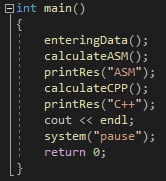 int main()
{
enteringData();
calculateASM();
printRes("ASM");
calculateCPP();
printRes("C++");
cout << endl;
system("pause");
return 0;
}